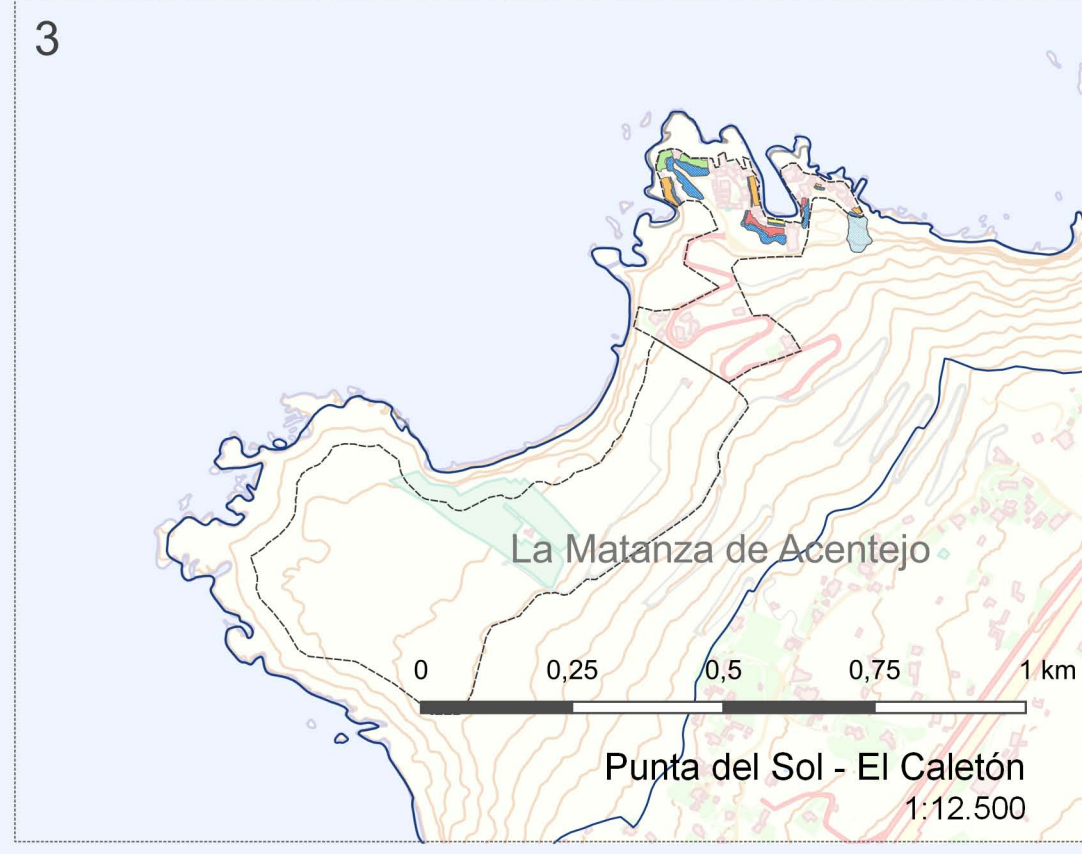 3
La Matanza de Acentejo
0 0,25 0,5 0,75 1 km
Punta del Sol - El Caletón
1:12.500